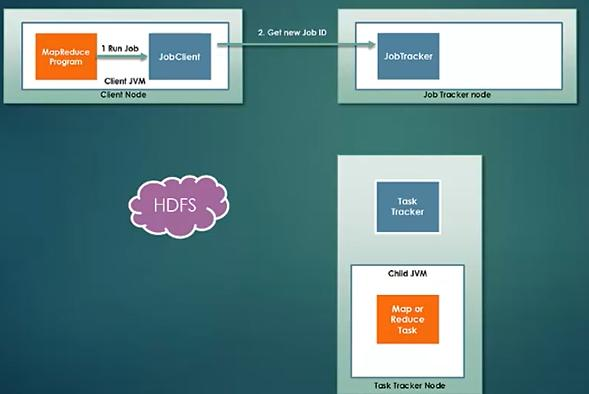 MapReduce
Program
1 Run Job
JobClient
Client JVM
Client Node
2. Get new Job ID
JobTracker
Job Tracker node
HDFS
Task
Tracker
Child JVM
Map or
Reduce
Task
Task Tracker Node